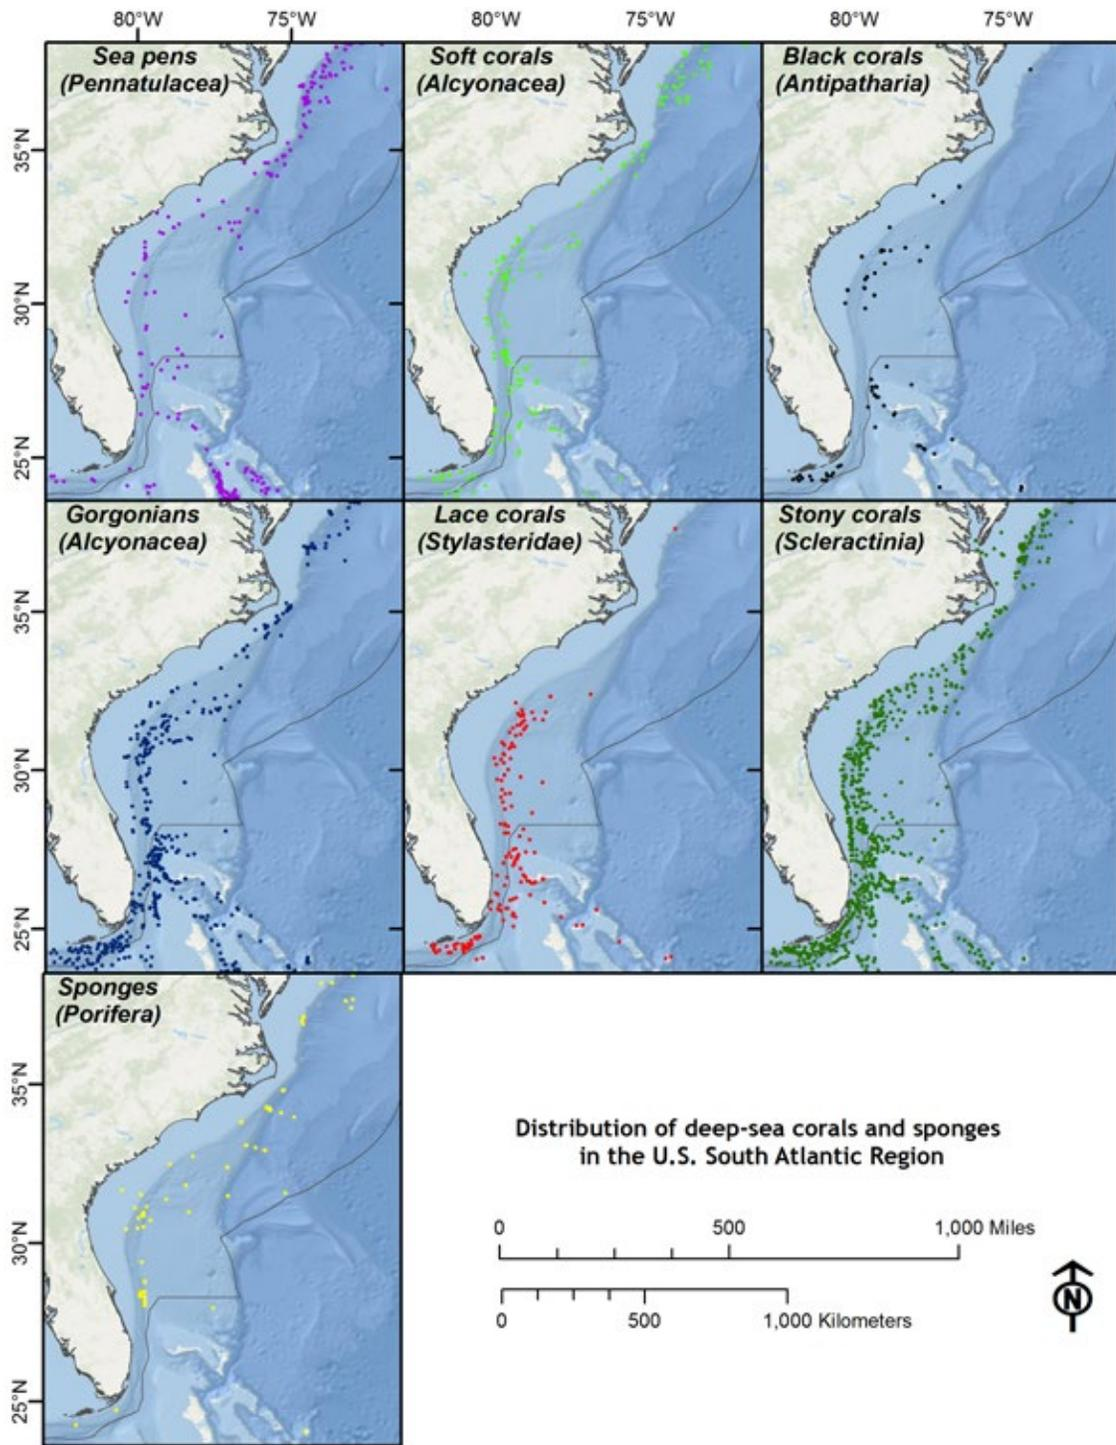 80°W 75°W 80°W 75°W 80°W 75°W
Sea pens
(Pennatulacea)
Soft corals
(Alcyonacea)
Black corals
(Antipatharia)
35°N
30°N
25°N
Gorgonians
(Alcyonacea)
Lace corals
(Stylasteridae)
Stony corals
(Scleractinia)
35°N
30°N
25°N
Sponges
(Porifera)
35°N
30°N
25°N
Distribution of deep-sea corals and sponges
in the U.S. South Atlantic Region
0 500 1,000 Miles
0 500 1,000 Kilometers
N